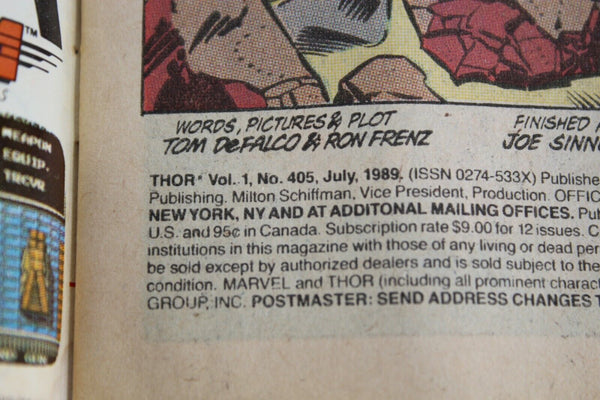 TM
WEAPON
EQUIP.
TRCVR
WORDS, PICTURES & PLOT
TOM DeFALCO & RON FRENZ
FINISHED
JOE SINN
THOR® Vol. 1, No. 405, July, 1989. (ISSN 0274-533X) Publishe
Publishing. Milton Schiffman, Vice President, Production. OFFIC
NEW YORK, NY AND AT ADDITONAL MAILING OFFICES. Pu
U.S. and 95¢ in Canada. Subscription rate $9.00 for 12 issues. C
institutions in this magazine with those of any living or dead per
be sold except by authorized dealers and is sold subject to the
condition. MARVEL and THOR (including all prominent charact
GROUP, INC. POSTMASTER: SEND ADDRESS CHANGES T